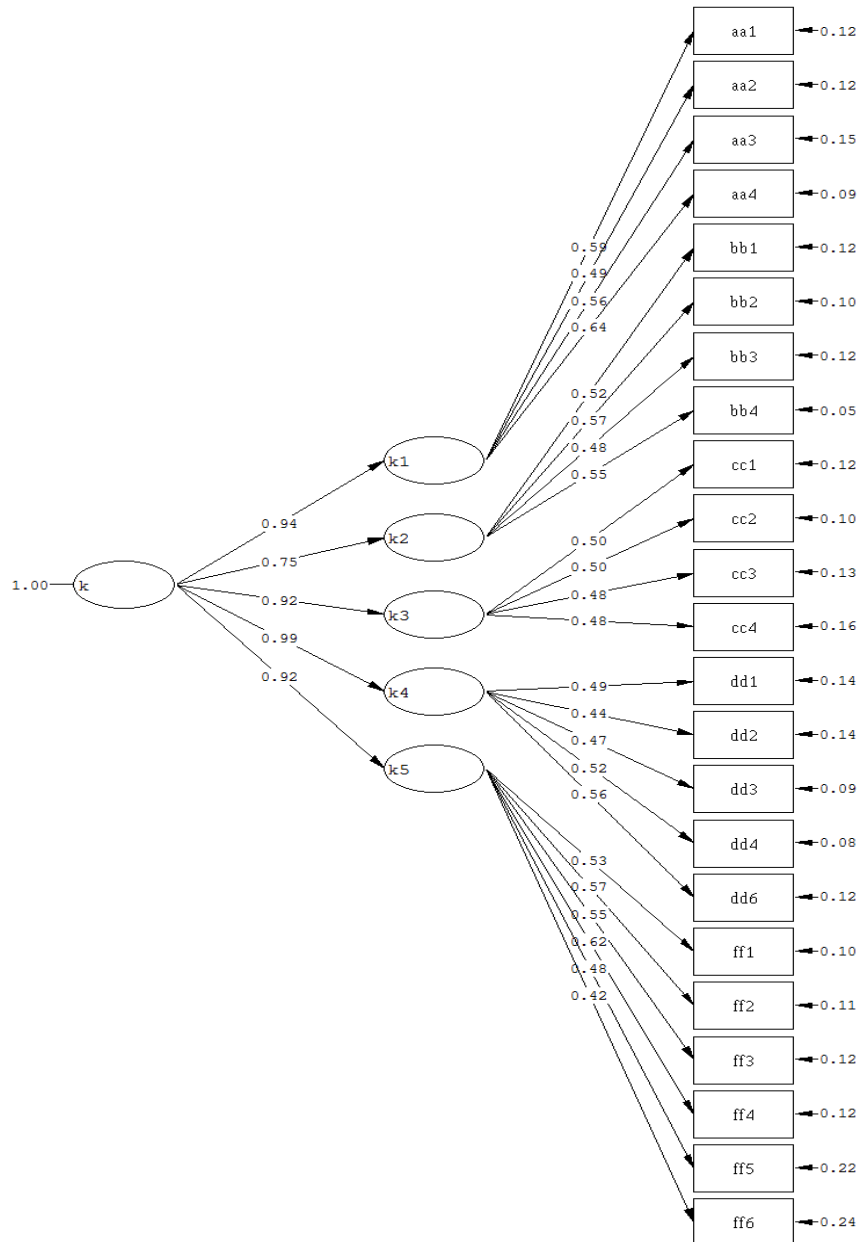 aa1 0.12
aa2 0.12
aa3 0.15
aa4 0.09
0.59 bb1 0.12
0.49
0.56 bb2 0.10
0.64
bb3 0.12
0.52
0.57 bb4 0.05
0.48
k1 cc1 0.12
0.55
0.94 cc2 0.10
k2
0.50
0.75
0.50 cc3 0.13
1.00 k 0.48
0.92 k3 0.48 cc4 0.16
0.99
0.92 0.49 dd1 0.14
k4 0.44
0.47 dd2 0.14
0.52
k5 dd3 0.09
0.56
dd4 0.08
0.53
0.57 dd6 0.12
0.55
0.62 ff1 0.10
0.48
0.42 ff2 0.11
ff3 0.12
ff4 0.12
ff5 0.22
ff6 0.24